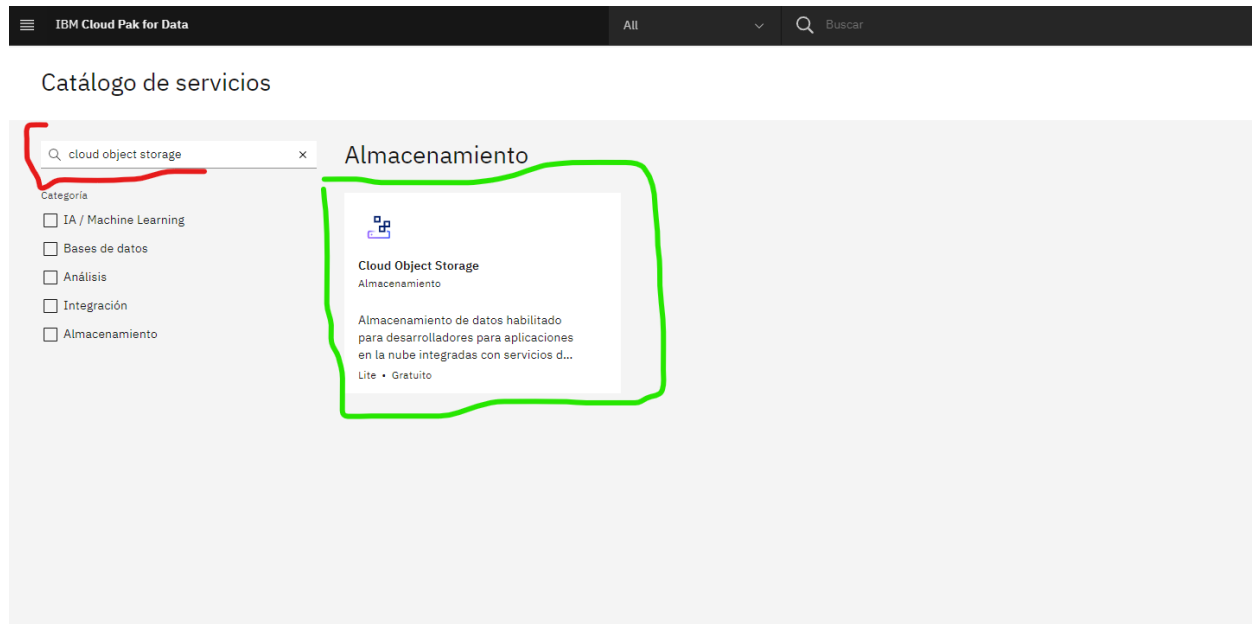 IBM Cloud Pak for Data
All
Buscar
Catálogo de servicios
cloud object storage
Categoría
IA / Machine Learning
Bases de datos
Análisis
Integración
Almacenamiento
Almacenamiento
Cloud Object Storage
Almacenamiento
Almacenamiento de datos habilitado
para desarrolladores para aplicaciones
en la nube integradas con servicios d...
Lite • Gratuito